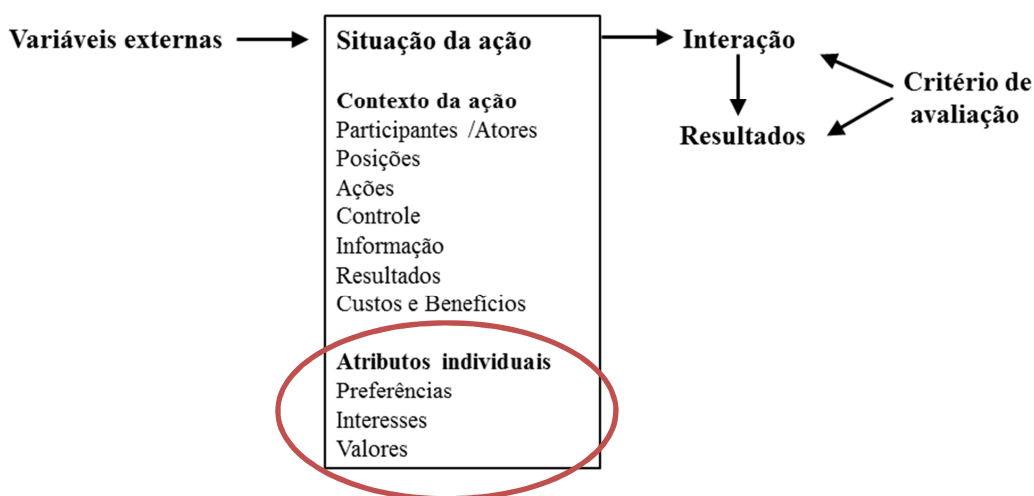 Variáveis externas
Situação da ação
Contexto da ação
Participantes /Atores
Posições
Ações
Controle
Informação
Resultados
Custos e Benefícios
Atributos individuais
Preferências
Interesses
Valores
Interação
Resultados
Critério de
avaliação